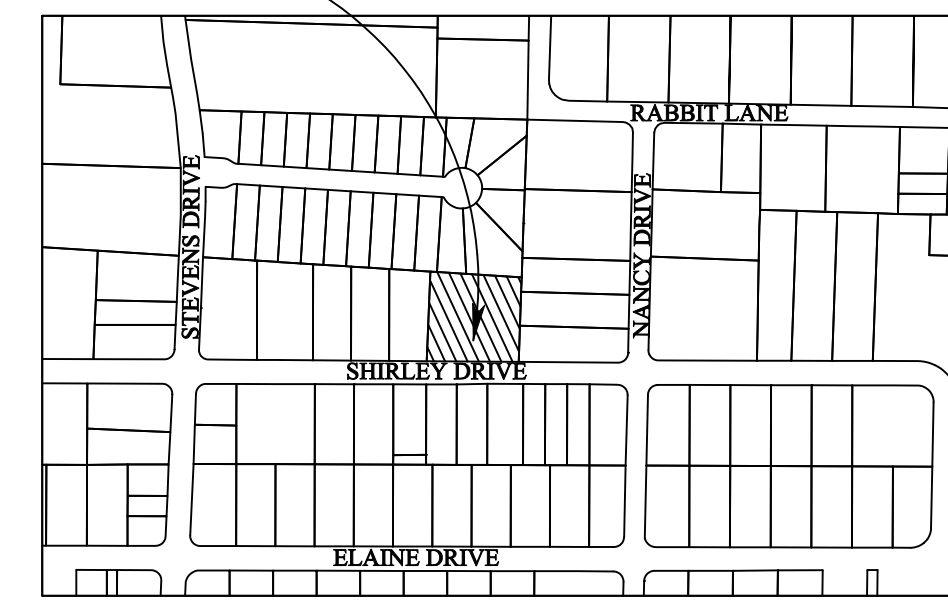 RABBIT LANE
STEVENS DRIVE
NANCY DRIVE
SHIRLEY DRIVE
ELAINE DRIVE